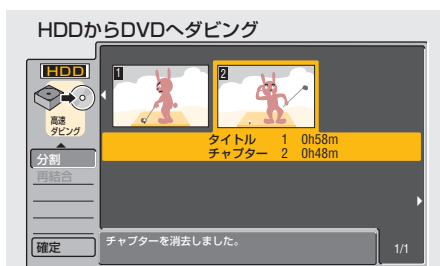 HDDからDVDへダビング
HDD
高速
ダビング
分割
再結合
確定
1
2
タイトル 1 0h58m
チャプター 2 0h48m
チャプターを消去しました。
1/1